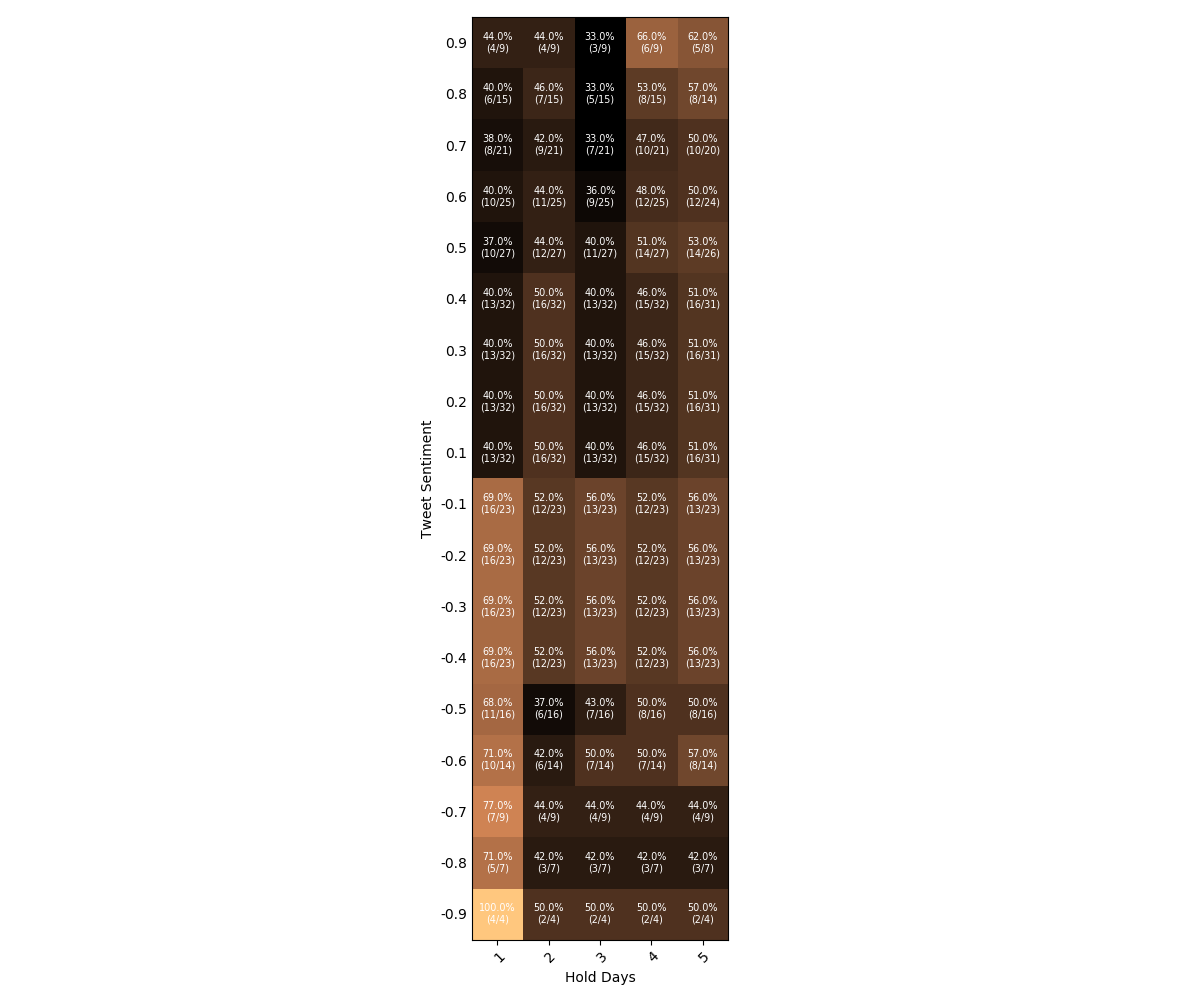 0.9 44.0% 44.0% 33.0% 66.0% 62.0%
(4/9) (4/9) (3/9) (6/9) (5/8)
0.8 40.0% 46.0% 33.0% 53.0% 57.0%
(6/15) (7/15) (5/15) (8/15) (8/14)
0.7 38.0% 42.0% 33.0% 47.0% 50.0%
(8/21) (9/21) (7/21) (10/21) (10/20)
0.6 40.0% 44.0% 36.0% 48.0% 50.0%
(10/25) (11/25) (9/25) (12/25) (12/24)
0.5 37.0% 44.0% 40.0% 51.0% 53.0%
(10/27) (12/27) (11/27) (14/27) (14/26)
0.4 40.0% 50.0% 40.0% 46.0% 51.0%
(13/32) (16/32) (13/32) (15/32) (16/31)
0.3 40.0% 50.0% 40.0% 46.0% 51.0%
(13/32) (16/32) (13/32) (15/32) (16/31)
0.2 40.0% 50.0% 40.0% 46.0% 51.0%
(13/32) (16/32) (13/32) (15/32) (16/31)
0.1 40.0% 50.0% 40.0% 46.0% 51.0%
(13/32) (16/32) (13/32) (15/32) (16/31)
Tweet Sentiment
-0.1 69.0% 52.0% 56.0% 52.0% 56.0%
(16/23) (12/23) (13/23) (12/23) (13/23)
-0.2 69.0% 52.0% 56.0% 52.0% 56.0%
(16/23) (12/23) (13/23) (12/23) (13/23)
-0.3 69.0% 52.0% 56.0% 52.0% 56.0%
(16/23) (12/23) (13/23) (12/23) (13/23)
-0.4 69.0% 52.0% 56.0% 52.0% 56.0%
(16/23) (12/23) (13/23) (12/23) (13/23)
-0.5 68.0% 37.0% 43.0% 50.0% 50.0%
(11/16) (6/16) (7/16) (8/16) (8/16)
-0.6 71.0% 42.0% 50.0% 50.0% 57.0%
(10/14) (6/14) (7/14) (7/14) (8/14)
-0.7 77.0% 44.0% 44.0% 44.0% 44.0%
(7/9) (4/9) (4/9) (4/9) (4/9)
-0.8 71.0% 42.0% 42.0% 42.0% 42.0%
(5/7) (3/7) (3/7) (3/7) (3/7)
-0.9 100.0% 50.0% 50.0% 50.0% 50.0%
(4/4) (2/4) (2/4) (2/4) (2/4)
1 2 3 4 5
Hold Days